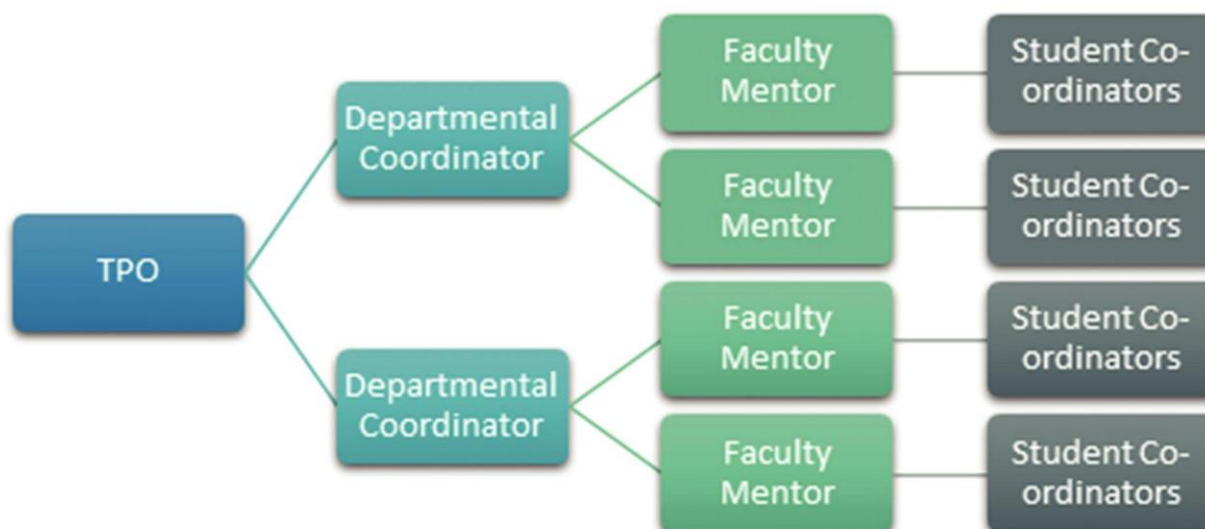 TPO
Departmental
Coordinator
Faculty
Mentor
Student Co-
ordinators
Faculty
Mentor
Student Co-
ordinators
Departmental
Coordinator
Faculty
Mentor
Student Co-
ordinators
Faculty
Mentor
Student Co-
ordinators